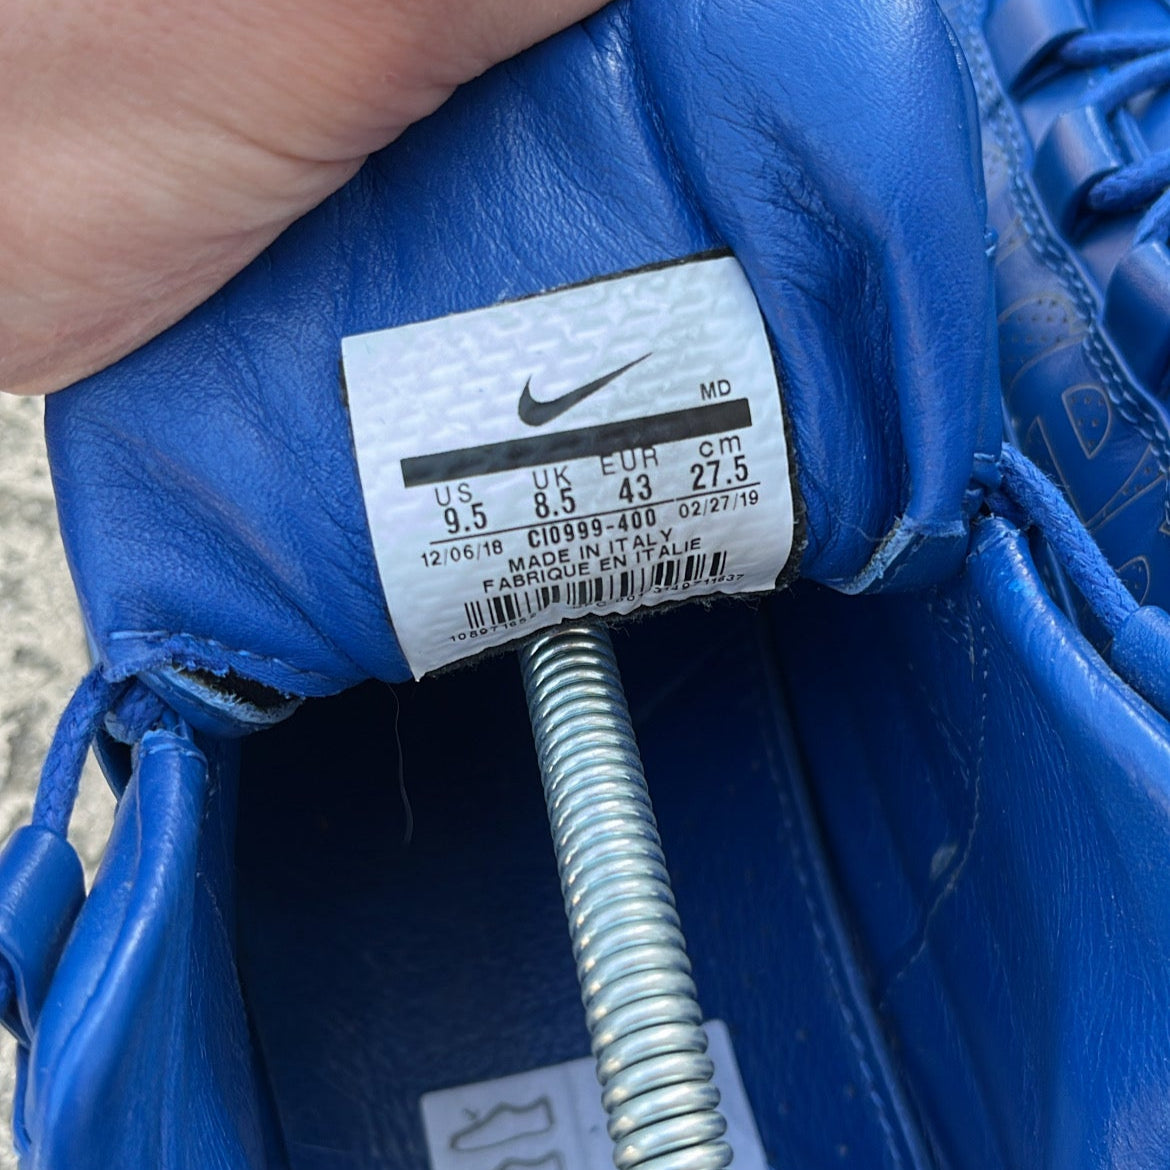 MD
US UK EUR cm
9.5 8.5 43 27.5
12/06/18 CI0999-400 02/27/19
MADE IN ITALY
FABRIQUE EN ITALIE